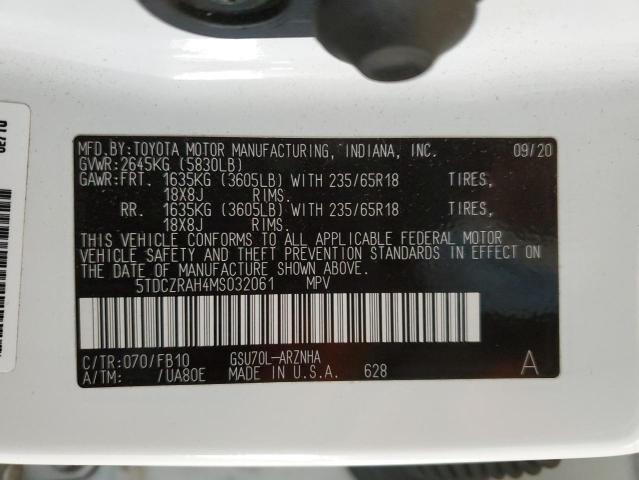 MFD.BY:TOYOTA MOTOR MANUFACTURING, INDIANA, INC. 09/20
GVWR:2645KG (5830LB)
GAWR:FRT. 1635KG (3605LB) WITH 235/65R18 TIRES,
18X8J RIMS.
RR. 1635KG (3605LB) WITH 235/65R18 TIRES,
18X8J RIMS.
THIS VEHICLE CONFORMS TO ALL APPLICABLE FEDERAL MOTOR
VEHICLE SAFETY AND THEFT PREVENTION STANDARDS IN EFFECT ON
THE DATE OF MANUFACTURE SHOWN ABOVE.
5TDCZRAH4MS032061 MPV
C/TR:070/FB10 GSU70L-ARZNHA
A/TM: /UA80E MADE IN U.S.A. 628
A